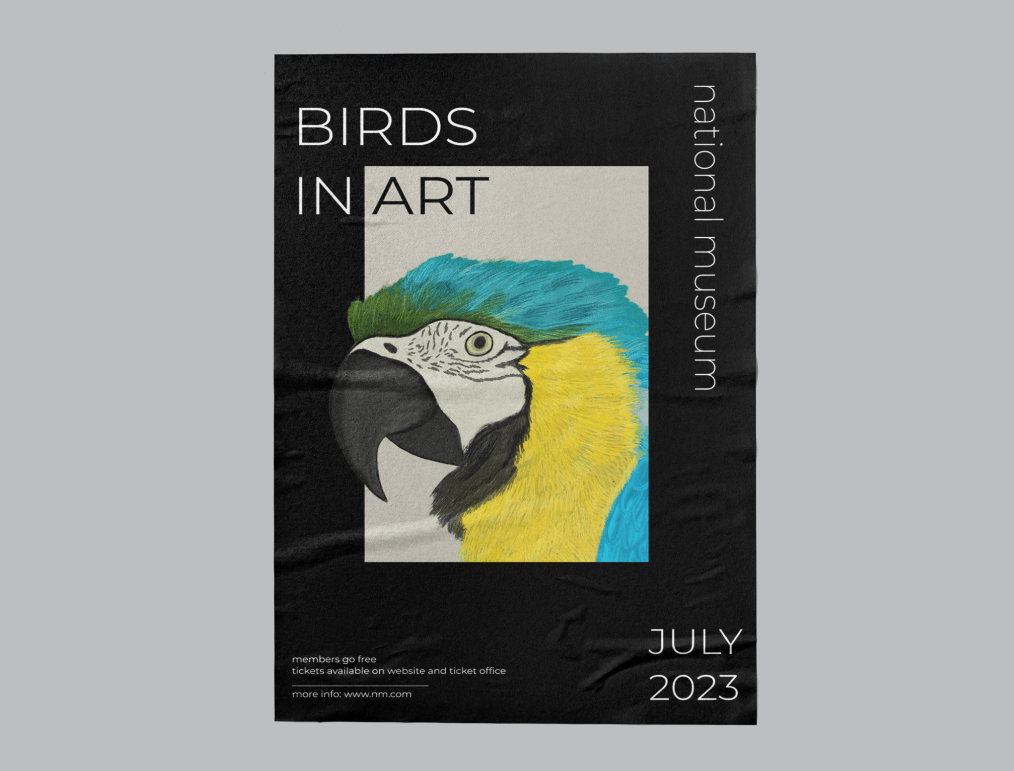 BIRDS
IN ART
national museum
JULY
2023
members go free
tickets available on website and ticket office
more info: www.nm.com